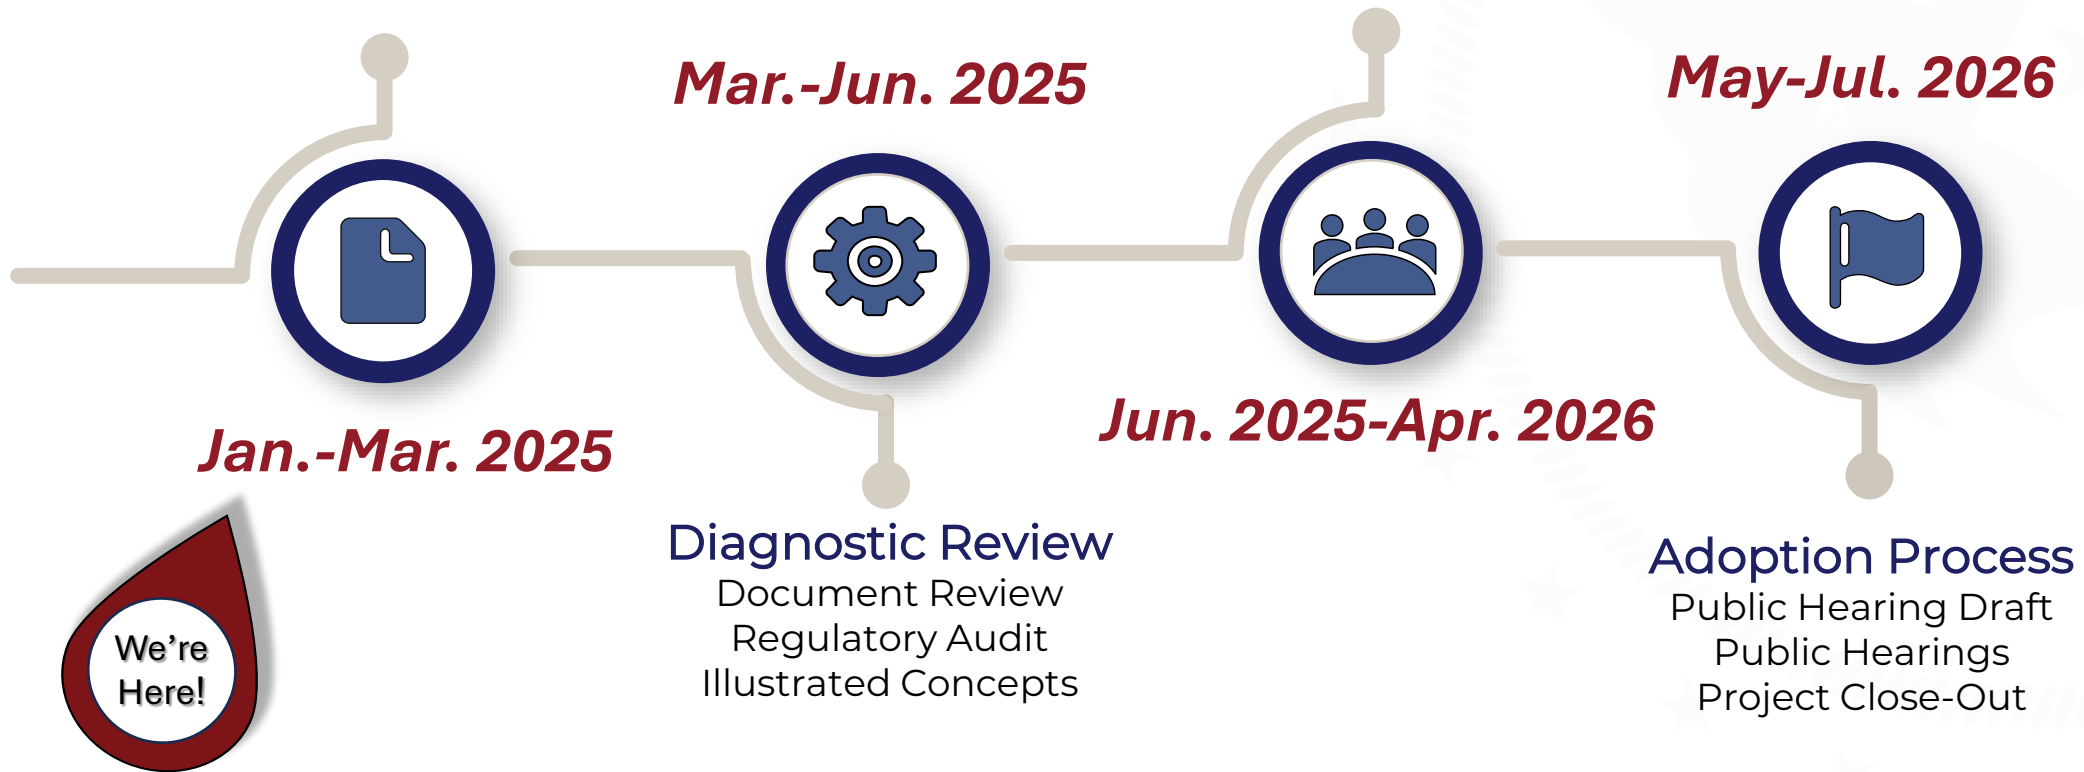 Mar.-Jun. 2025
May-Jul. 2026
Jun. 2025-Apr. 2026
Jan.-Mar. 2025
We’re
Here!
Diagnostic Review
Document Review
Regulatory Audit
Illustrated Concepts
Adoption Process
Public Hearing Draft
Public Hearings
Project Close-Out